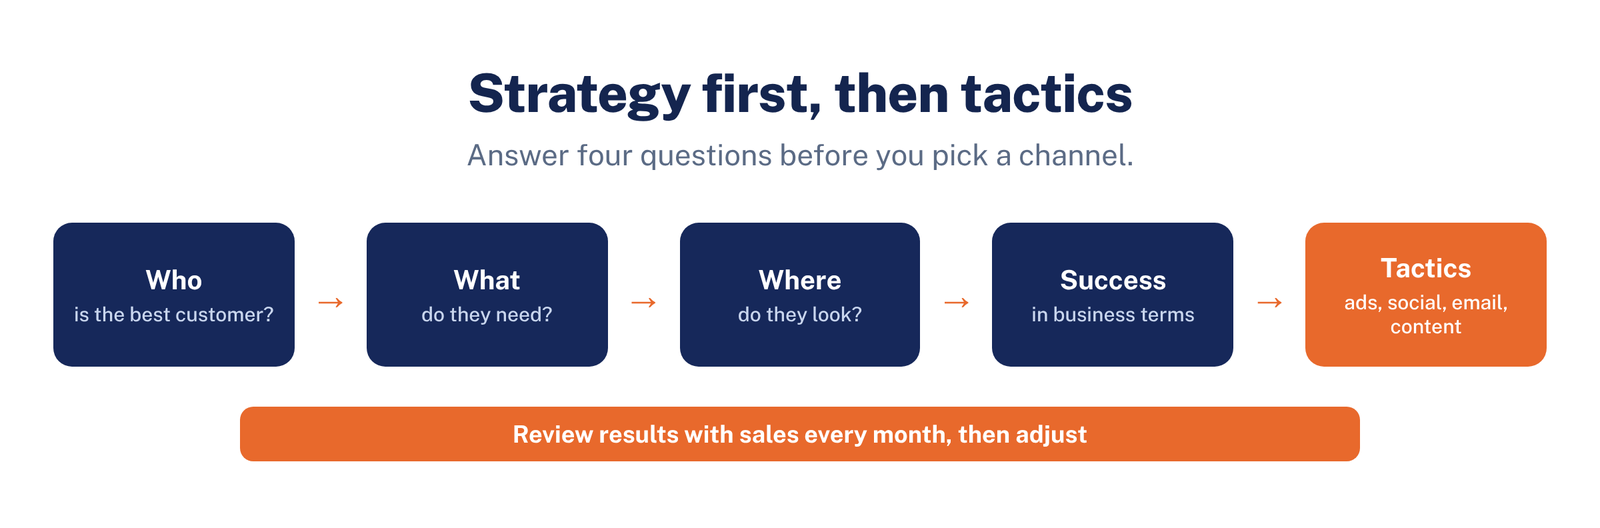 Strategy first, then tactics
Answer four questions before you pick a channel.
Who
is the best customer?
→
What
do they need?
→
Where
do they look?
→
Success
in business terms
→
Tactics
ads, social, email,
content
Review results with sales every month, then adjust